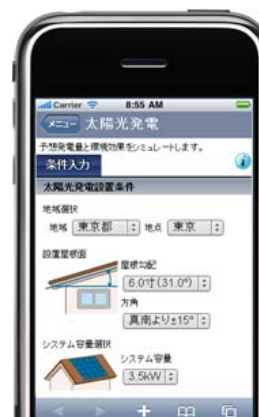 Carrier 8:55 AM
メニュー 太陽光発電
予想発電量と環境効果をシミュレートします。
条件入力
太陽光発電設置条件
地域選択
地域 東京都 地点 東京
設置屋根面
屋根勾配
6.0寸(31.0°)
方角
真南より±15°
システム容量選択
システム容量
3.5kW